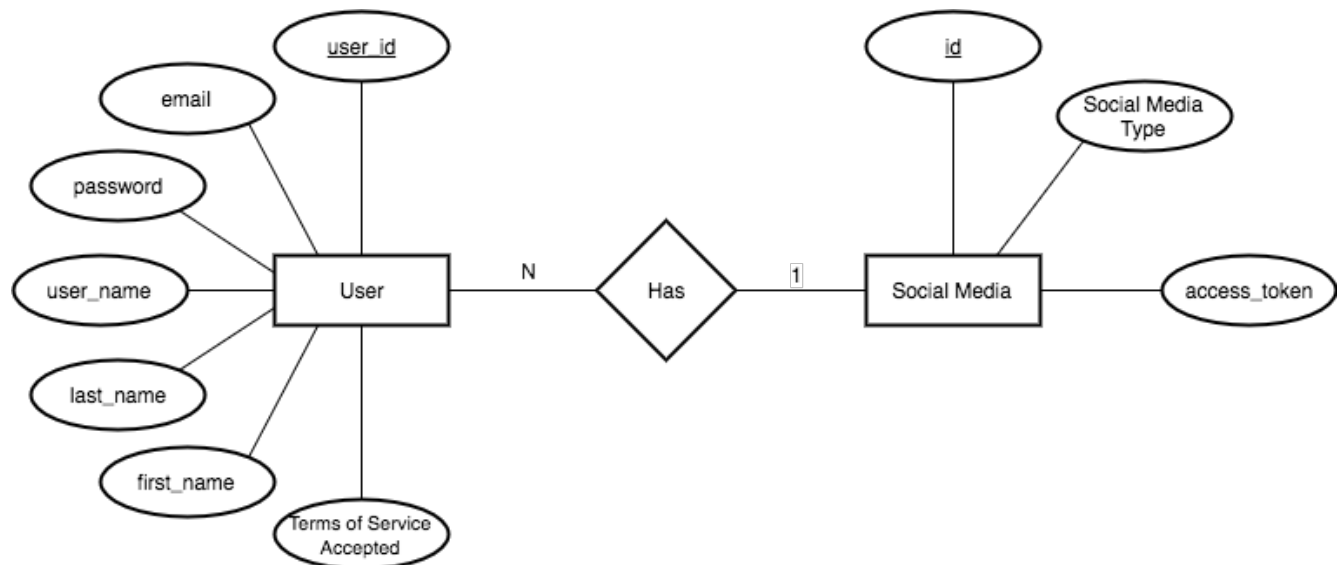 user_id
id
email
Social Media
Type
password
user_name
User
N
Has
1
Social Media
access_token
last_name
first_name
Terms of Service
Accepted